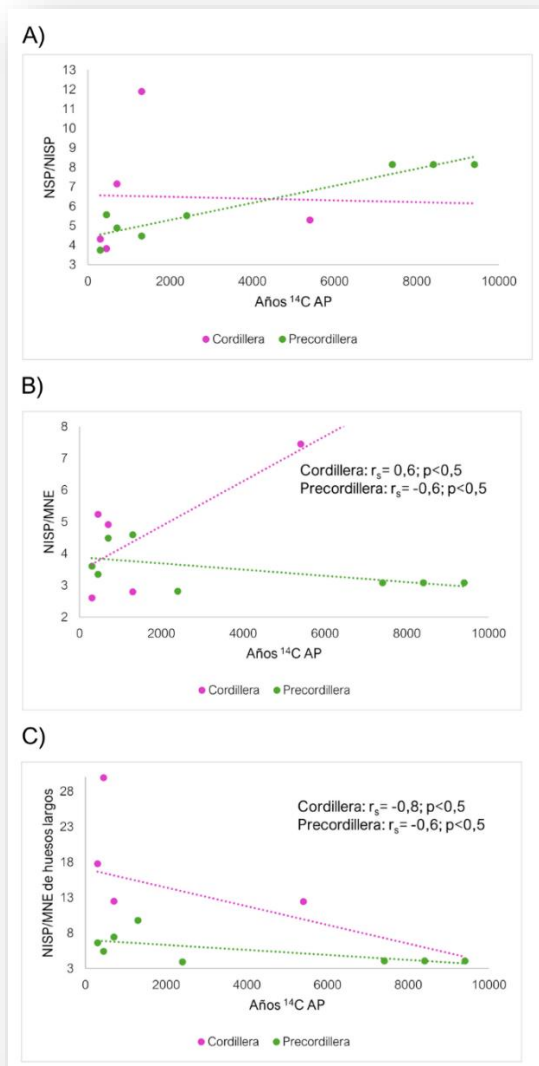 A)
13
12
11
10
9
8
7
6
5
4
3
NSP/NISP
0
2000
4000
6000
8000
10000
Años ¹⁴C AP
Cordillera
Precordillera
B)
8
7
6
5
4
3
2
NISP/MNE
Cordillera: rₛ= 0,6; p<0,5
Precordillera: rₛ= -0,6; p<0,5
0
2000
4000
6000
8000
10000
Años ¹⁴C AP
Cordillera
Precordillera
C)
28
23
18
13
8
3
NISP/MNE de huesos largos
Cordillera: rₛ= -0,8; p<0,5
Precordillera: rₛ= -0,6; p<0,5
0
2000
4000
6000
8000
10000
Años ¹⁴C AP
Cordillera
Precordillera